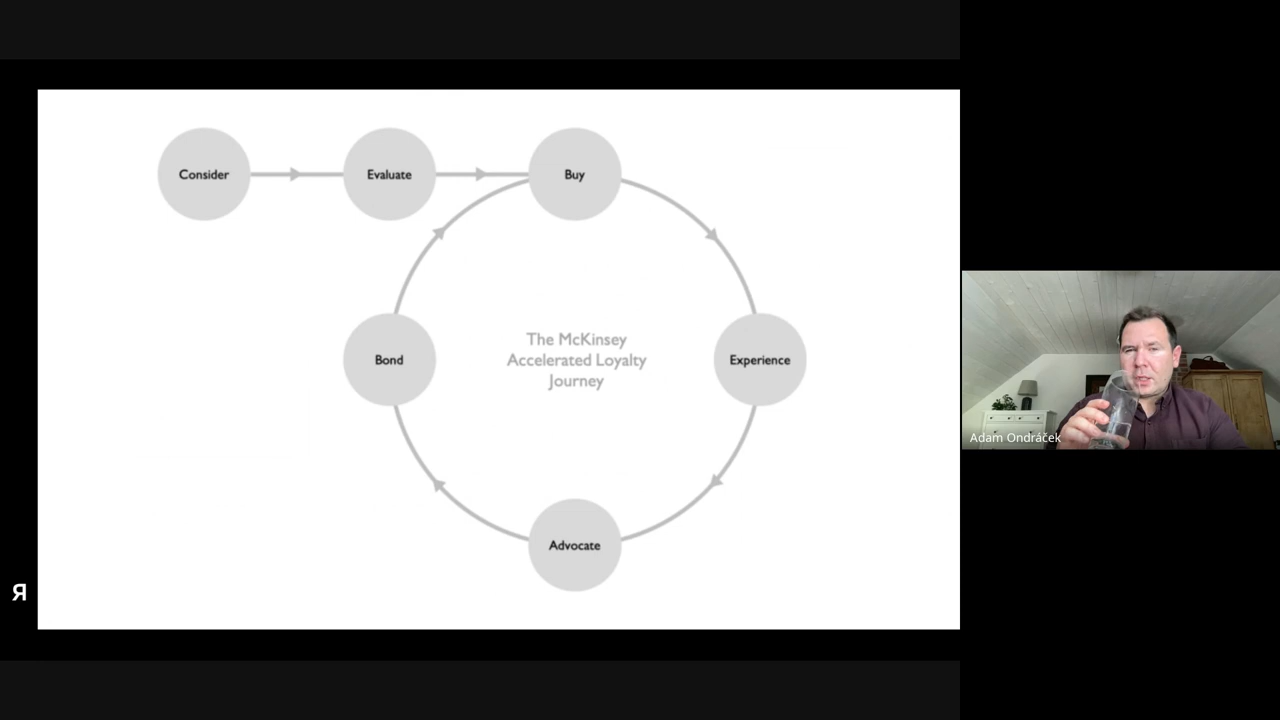 Consider
Evaluate
Buy
The McKinsey
Accelerated Loyalty
Journey
Bond
Experience
Advocate
Adam Ondráček
Я